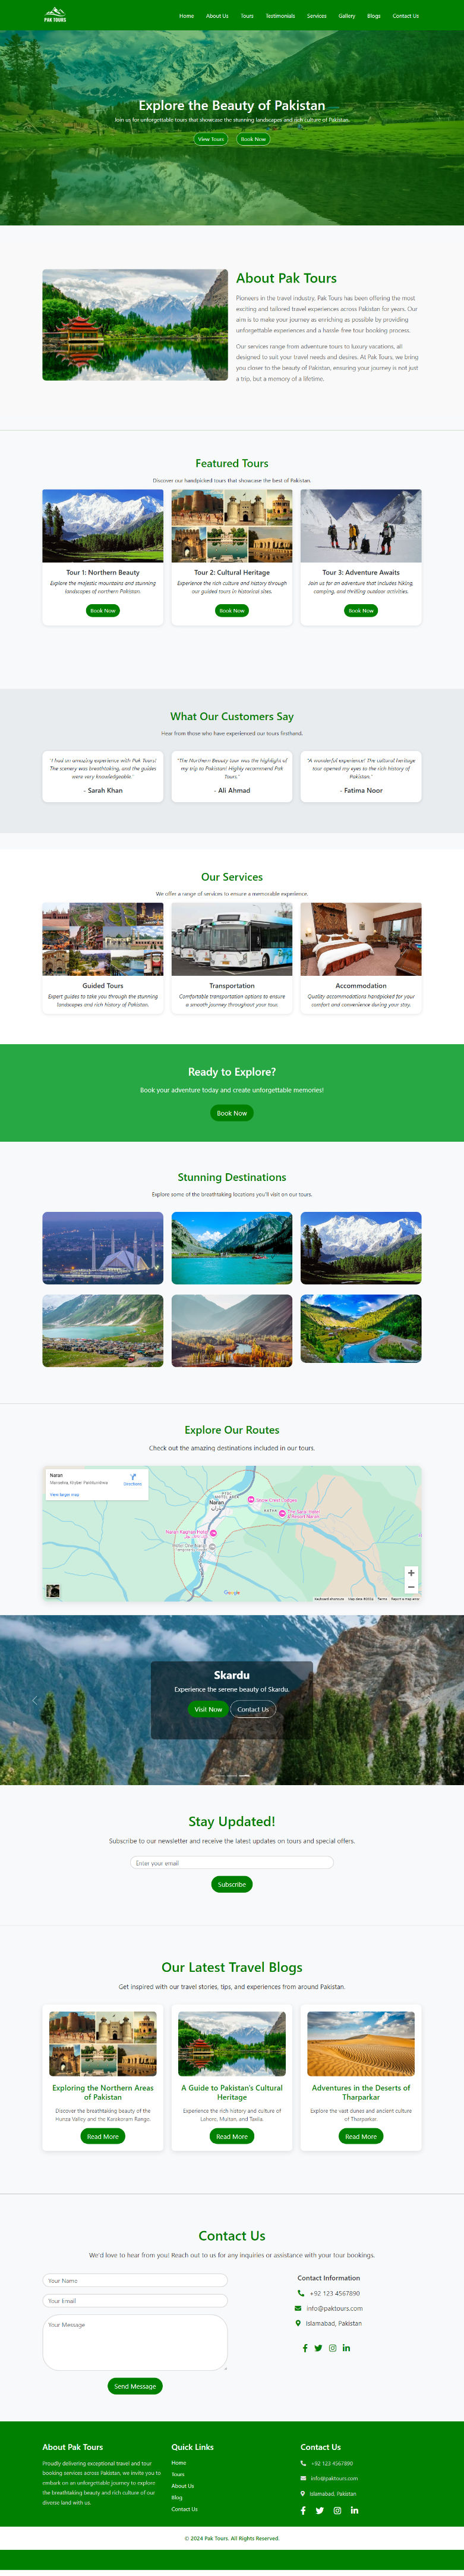 PAK TOURS
Home About Us Tours Testimonials Services Gallery Blogs Contact Us
Explore the Beauty of Pakistan
Join us for unforgettable tours that showcase the stunning landscapes and rich culture of Pakistan.
View Tours Book Now
About Pak Tours
Pioneers in the travel industry, Pak Tours has been offering the most
exciting and tailored travel experiences across Pakistan for years. Our
aim is to make your journey as enriching as possible by providing
unforgettable experiences and a hassle-free tour booking process.
Our services range from adventure tours to luxury vacations, all
designed to suit your travel needs and desires. At Pak Tours, we bring
you closer to the beauty of Pakistan, ensuring your journey is not just
a trip, but a memory of a lifetime.
Featured Tours
Discover our handpicked tours that showcase the best of Pakistan.
Tour 1: Northern Beauty
Explore the majestic mountains and stunning
landscapes of northern Pakistan.
Book Now
Tour 2: Cultural Heritage
Experience the rich culture and history through
our guided tours in historical sites.
Book Now
Tour 3: Adventure Awaits
Join us for an adventure that includes hiking,
camping, and thrilling outdoor activities.
Book Now
What Our Customers Say
Hear from those who have experienced our tours firsthand.
"I had an amazing experience with Pak Tours!
The scenery was breathtaking, and the guides
were very knowledgeable."
- Sarah Khan
"The Northern Beauty tour was the highlight of
my trip to Pakistan! Highly recommend Pak
Tours."
- Ali Ahmad
"A wonderful experience! The cultural heritage
tour opened my eyes to the rich history of
Pakistan."
- Fatima Noor
Our Services
We offer a range of services to ensure a memorable experience.
Guided Tours
Expert guides to take you through the stunning
landscapes and rich history of Pakistan.
Transportation
Comfortable transportation options to ensure
a smooth journey throughout your tour.
Accommodation
Quality accommodations handpicked for your
comfort and convenience during your stay.
Ready to Explore?
Book your adventure today and create unforgettable memories!
Book Now
Stunning Destinations
Explore some of the breathtaking locations you'll visit on our tours.
Explore Our Routes
Check out the amazing destinations included in our tours.
Naran
Mansehra, Khyber Pakhtunkhwa
Directions
View larger map
Naran
Google
Keyboard shortcuts Map data ©2024 Terms Report a map error
Skardu
Experience the serene beauty of Skardu.
Visit Now Contact Us
Stay Updated!
Subscribe to our newsletter and receive the latest updates on tours and special offers.
Enter your email
Subscribe
Our Latest Travel Blogs
Get inspired with our travel stories, tips, and experiences from around Pakistan.
Exploring the Northern Areas
of Pakistan
Discover the breathtaking beauty of the
Hunza Valley and the Karakoram Range.
Read More
A Guide to Pakistan's Cultural
Heritage
Experience the rich history and culture of
Lahore, Multan, and Taxila.
Read More
Adventures in the Deserts of
Tharparkar
Explore the vast dunes and ancient culture
of Tharparkar.
Read More
Contact Us
We'd love to hear from you! Reach out to us for any inquiries or assistance with your tour bookings.
Your Name
Your Email
Your Message
Send Message
Contact Information
+92 123 4567890
info@paktours.com
Islamabad, Pakistan
About Pak Tours
Proudly delivering exceptional travel and tour
booking services across Pakistan, we invite you to
embark on an unforgettable journey to explore
the breathtaking beauty and rich culture of our
diverse land with us.
Quick Links
Home
Tours
About Us
Blog
Contact Us
Contact Us
+92 123 4567890
info@paktours.com
Islamabad, Pakistan
© 2024 Pak Tours. All Rights Reserved.